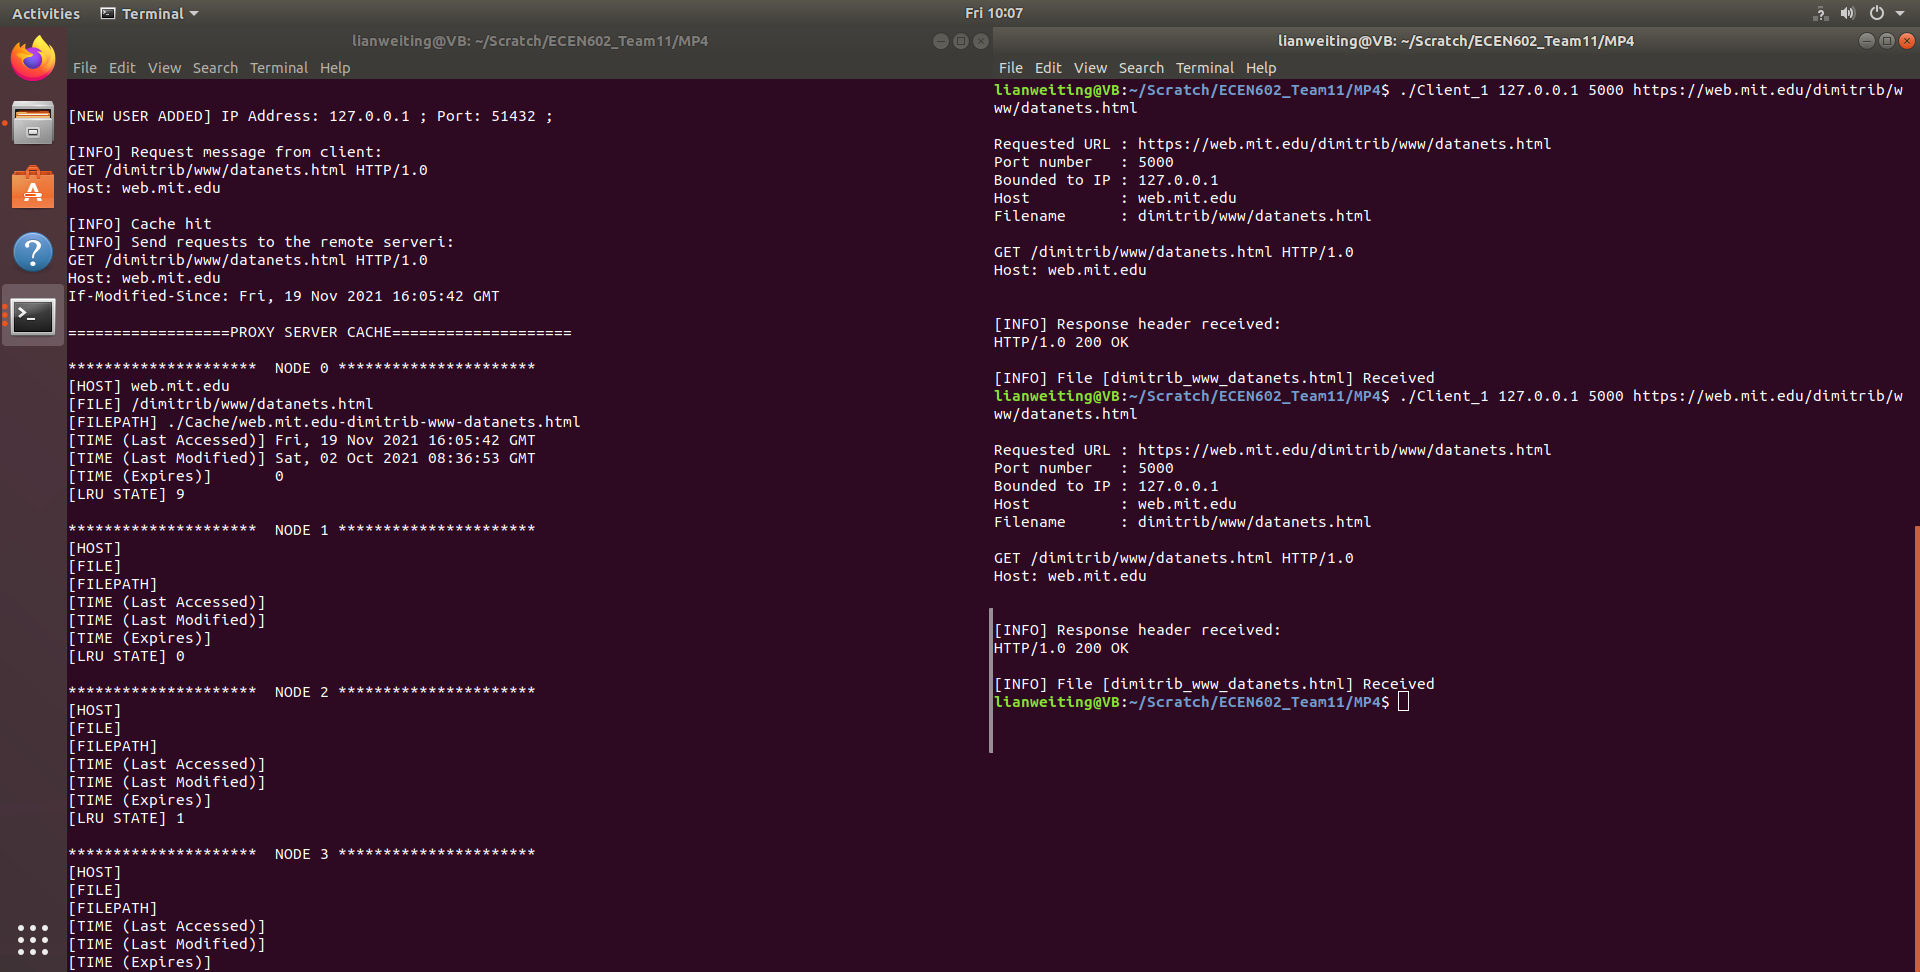 Activities Terminal Fri 10:07
lianweiting@VB: ~/Scratch/ECEN602_Team11/MP4
File Edit View Search Terminal Help
[NEW USER ADDED] IP Address: 127.0.0.1 ; Port: 51432 ;
[INFO] Request message from client:
GET /dimitrib/www/datanets.html HTTP/1.0
Host: web.mit.edu
[INFO] Cache hit
[INFO] Send requests to the remote serveri:
GET /dimitrib/www/datanets.html HTTP/1.0
Host: web.mit.edu
If-Modified-Since: Fri, 19 Nov 2021 16:05:42 GMT
==================PROXY SERVER CACHE====================
********************* NODE 0 **********************
[HOST] web.mit.edu
[FILE] /dimitrib/www/datanets.html
[FILEPATH] ./Cache/web.mit.edu-dimitrib-www-datanets.html
[TIME (Last Accessed)] Fri, 19 Nov 2021 16:05:42 GMT
[TIME (Last Modified)] Sat, 02 Oct 2021 08:36:53 GMT
[TIME (Expires)] 0
[LRU STATE] 9
********************* NODE 1 **********************
[HOST]
[FILE]
[FILEPATH]
[TIME (Last Accessed)]
[TIME (Last Modified)]
[TIME (Expires)]
[LRU STATE] 0
********************* NODE 2 **********************
[HOST]
[FILE]
[FILEPATH]
[TIME (Last Accessed)]
[TIME (Last Modified)]
[TIME (Expires)]
[LRU STATE] 1
********************* NODE 3 **********************
[HOST]
[FILE]
[FILEPATH]
[TIME (Last Accessed)]
[TIME (Last Modified)]
[TIME (Expires)]
lianweiting@VB: ~/Scratch/ECEN602_Team11/MP4
File Edit View Search Terminal Help
lianweiting@VB:~/Scratch/ECEN602_Team11/MP4$ ./Client_1 127.0.0.1 5000 https://web.mit.edu/dimitrib/w
ww/datanets.html
Requested URL : https://web.mit.edu/dimitrib/www/datanets.html
Port number : 5000
Bounded to IP : 127.0.0.1
Host : web.mit.edu
Filename : dimitrib/www/datanets.html
GET /dimitrib/www/datanets.html HTTP/1.0
Host: web.mit.edu
[INFO] Response header received:
HTTP/1.0 200 OK
[INFO] File [dimitrib_www_datanets.html] Received
lianweiting@VB:~/Scratch/ECEN602_Team11/MP4$ ./Client_1 127.0.0.1 5000 https://web.mit.edu/dimitrib/w
ww/datanets.html
Requested URL : https://web.mit.edu/dimitrib/www/datanets.html
Port number : 5000
Bounded to IP : 127.0.0.1
Host : web.mit.edu
Filename : dimitrib/www/datanets.html
GET /dimitrib/www/datanets.html HTTP/1.0
Host: web.mit.edu
[INFO] Response header received:
HTTP/1.0 200 OK
[INFO] File [dimitrib_www_datanets.html] Received
lianweiting@VB:~/Scratch/ECEN602_Team11/MP4$